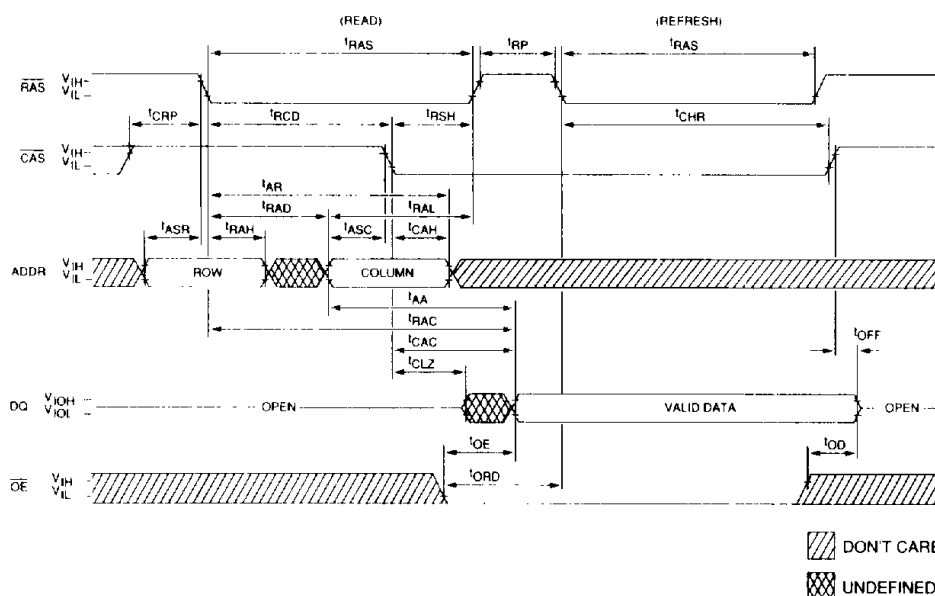 (READ) (REFRESH)
tRAS tRP tRAS
RAS VIH VIL
tCRP tRCD tRSH tCHR
CAS VIH VIL
tAR
tRAD tRAL
tASR tRAH tASC tCAH
ADDR VIH VIL ROW COLUMN
tAA
tRAC
tCAC tOFF
tCLZ
DQ VIOH VIOL OPEN VALID DATA OPEN
tOE tOD
tORD
OE VIH VIL
DON'T CARE
UNDEFINED